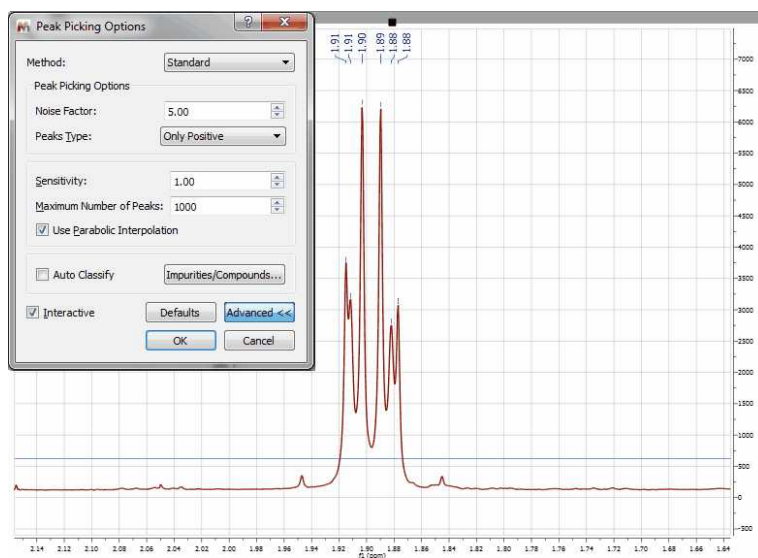 Peak Picking Options
Method: Standard
Peak Picking Options
Noise Factor: 5.00
Peaks Type: Only Positive
Sensitivity: 1.00
Maximum Number of Peaks: 1000
Use Parabolic Interpolation
Auto Classify Impurities/Compounds...
Interactive Defaults Advanced <<
OK Cancel
1.91 1.91 1.90 1.89 1.88 1.88
7000
6500
6000
5500
5000
4500
4000
3500
3000
2500
2000
1500
1000
500
0
-500
2.14 2.12 2.10 2.08 2.06 2.04 2.02 2.00 1.98 1.96 1.94 1.92 1.90 1.88 1.86 1.84 1.82 1.80 1.78 1.76 1.74 1.72 1.70 1.68 1.66 1.64
f1 (ppm)